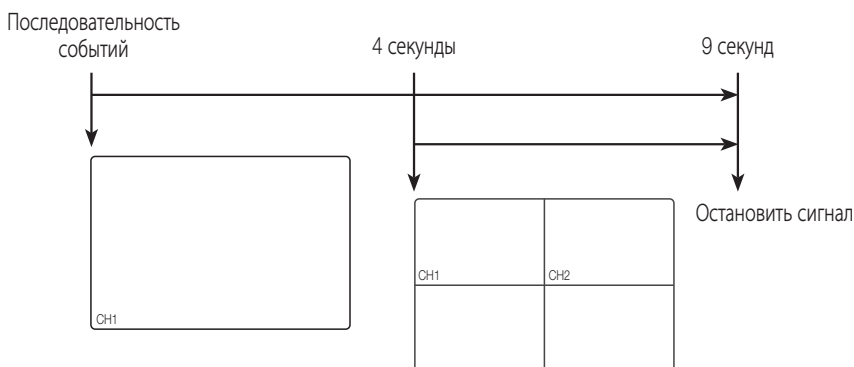 Последовательность
событий
4 секунды
9 секунд
Остановить сигнал
CH1
CH1
CH2